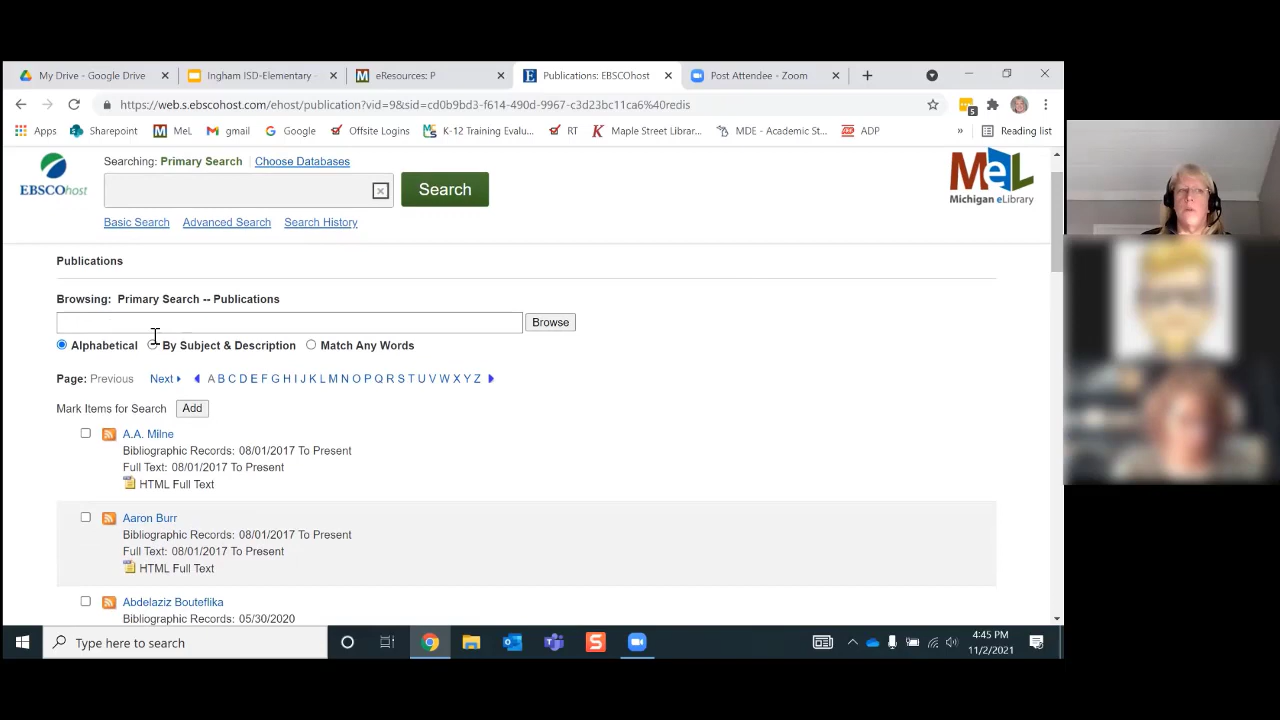 My Drive - Google Drive
Ingham ISD-Elementary -
eResources: P
Publications: EBSCOhost
Post Attendee - Zoom
https://web.s.ebscohost.com/ehost/publication?vid=9&sid=cd0b9bd3-f614-490d-9967-c3d23bc11ca6%40redis
5
Apps Sharepoint MeL gmail Google Offsite Logins K-12 Training Evalu... RT Maple Street Librar... MDE - Academic St... ADP » Reading list
EBSCOhost
Searching: Primary Search Choose Databases
Search
Basic Search Advanced Search Search History
MeL
Michigan eLibrary
Publications
Browsing: Primary Search -- Publications
Browse
Alphabetical By Subject & Description Match Any Words
Page: Previous Next A B C D E F G H I J K L M N O P Q R S T U V W X Y Z
Mark Items for Search Add
A.A. Milne
Bibliographic Records: 08/01/2017 To Present
Full Text: 08/01/2017 To Present
HTML Full Text
Aaron Burr
Bibliographic Records: 08/01/2017 To Present
Full Text: 08/01/2017 To Present
HTML Full Text
Abdelaziz Bouteflika
Bibliographic Records: 05/30/2020
Type here to search
4:45 PM
11/2/2021